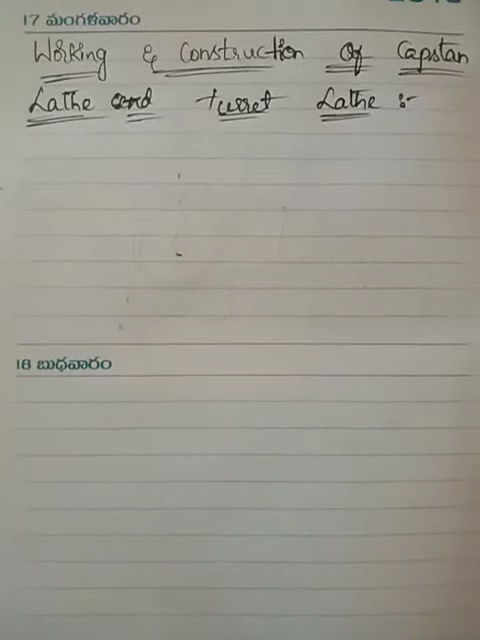 17 మంగళవారం
Working & Construction Of Capstan
Lathe and turret Lathe :-
18 బుధవారం